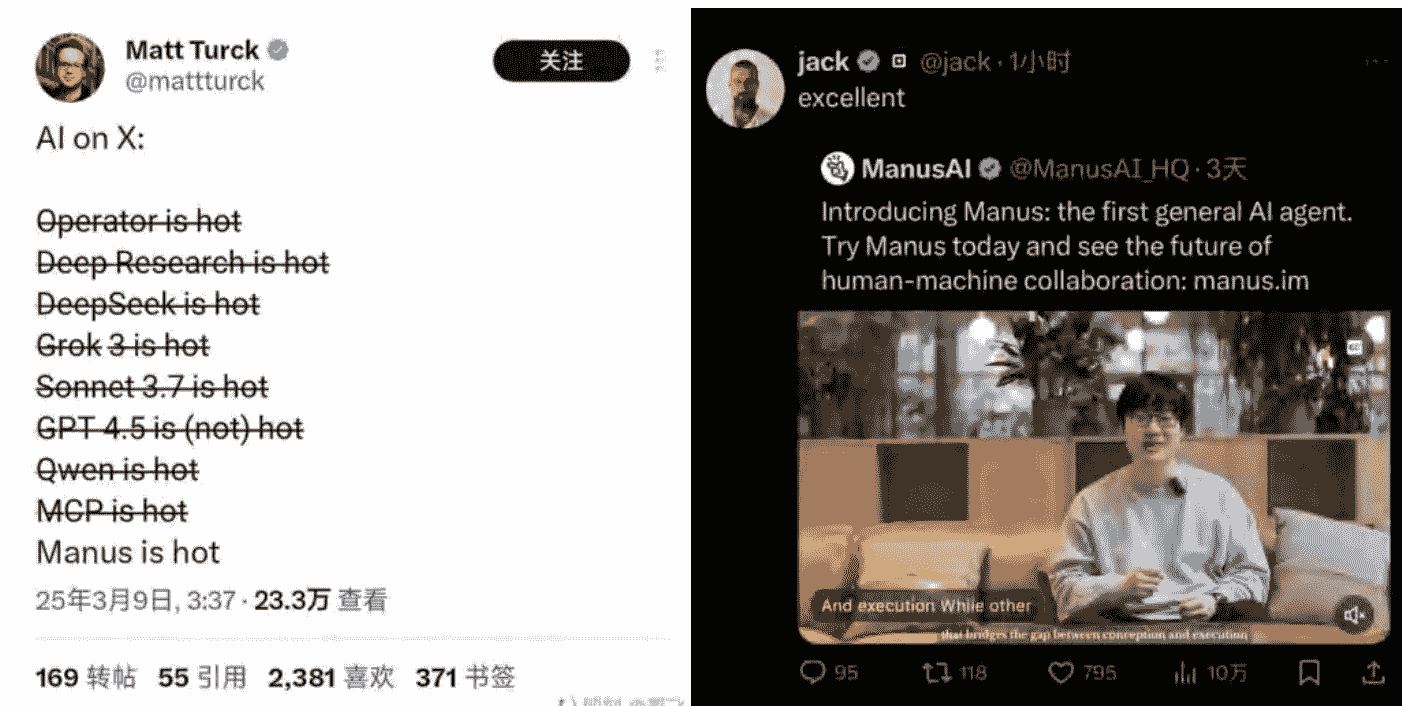 Matt Turck
@mattturck
关注
AI on X:
Operator is hot
Deep Research is hot
DeepSeek is hot
Grok 3 is hot
Sonnet 3.7 is hot
GPT 4.5 is (not) hot
Qwen is hot
MCP is hot
Manus is hot
25年3月9日, 3:37 · 23.3万 查看
169 转帖 55 引用 2,381 喜欢 371 书签
jack @jack · 1小时
excellent
ManusAI @ManusAI_HQ · 3天
Introducing Manus: the first general AI agent.
Try Manus today and see the future of
human-machine collaboration: manus.im
And execution While other
that bridges the gap between conception and execution
95 118 795 10万